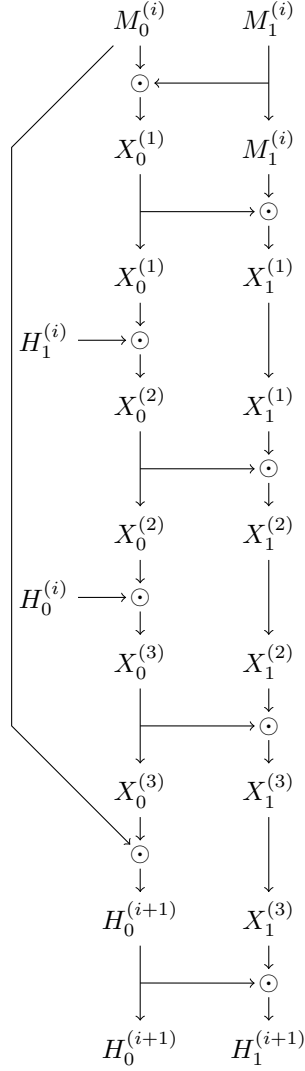 M_0^{(i)} M_1^{(i)}
⊙
X_0^{(1)} M_1^{(i)}
⊙
X_0^{(1)} X_1^{(1)}
H_1^{(i)} ⊙
X_0^{(2)} X_1^{(1)}
⊙
X_0^{(2)} X_1^{(2)}
H_0^{(i)} ⊙
X_0^{(3)} X_1^{(2)}
⊙
X_0^{(3)} X_1^{(3)}
⊙
H_0^{(i+1)} X_1^{(3)}
⊙
H_0^{(i+1)} H_1^{(i+1)}